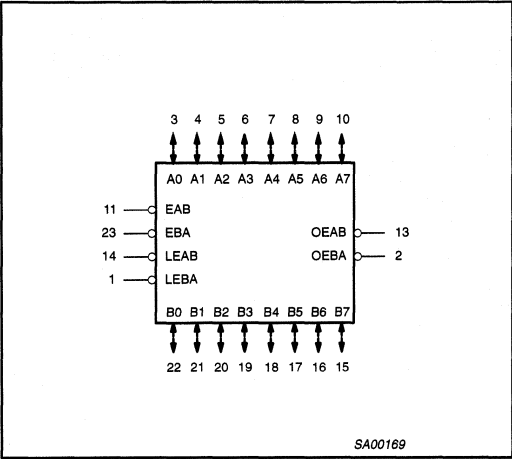 3 4 5 6 7 8 9 10
A0 A1 A2 A3 A4 A5 A6 A7
11 EAB
23 EBA OEAB 13
14 LEAB OEBA 2
1 LEBA
B0 B1 B2 B3 B4 B5 B6 B7
22 21 20 19 18 17 16 15
SA00169